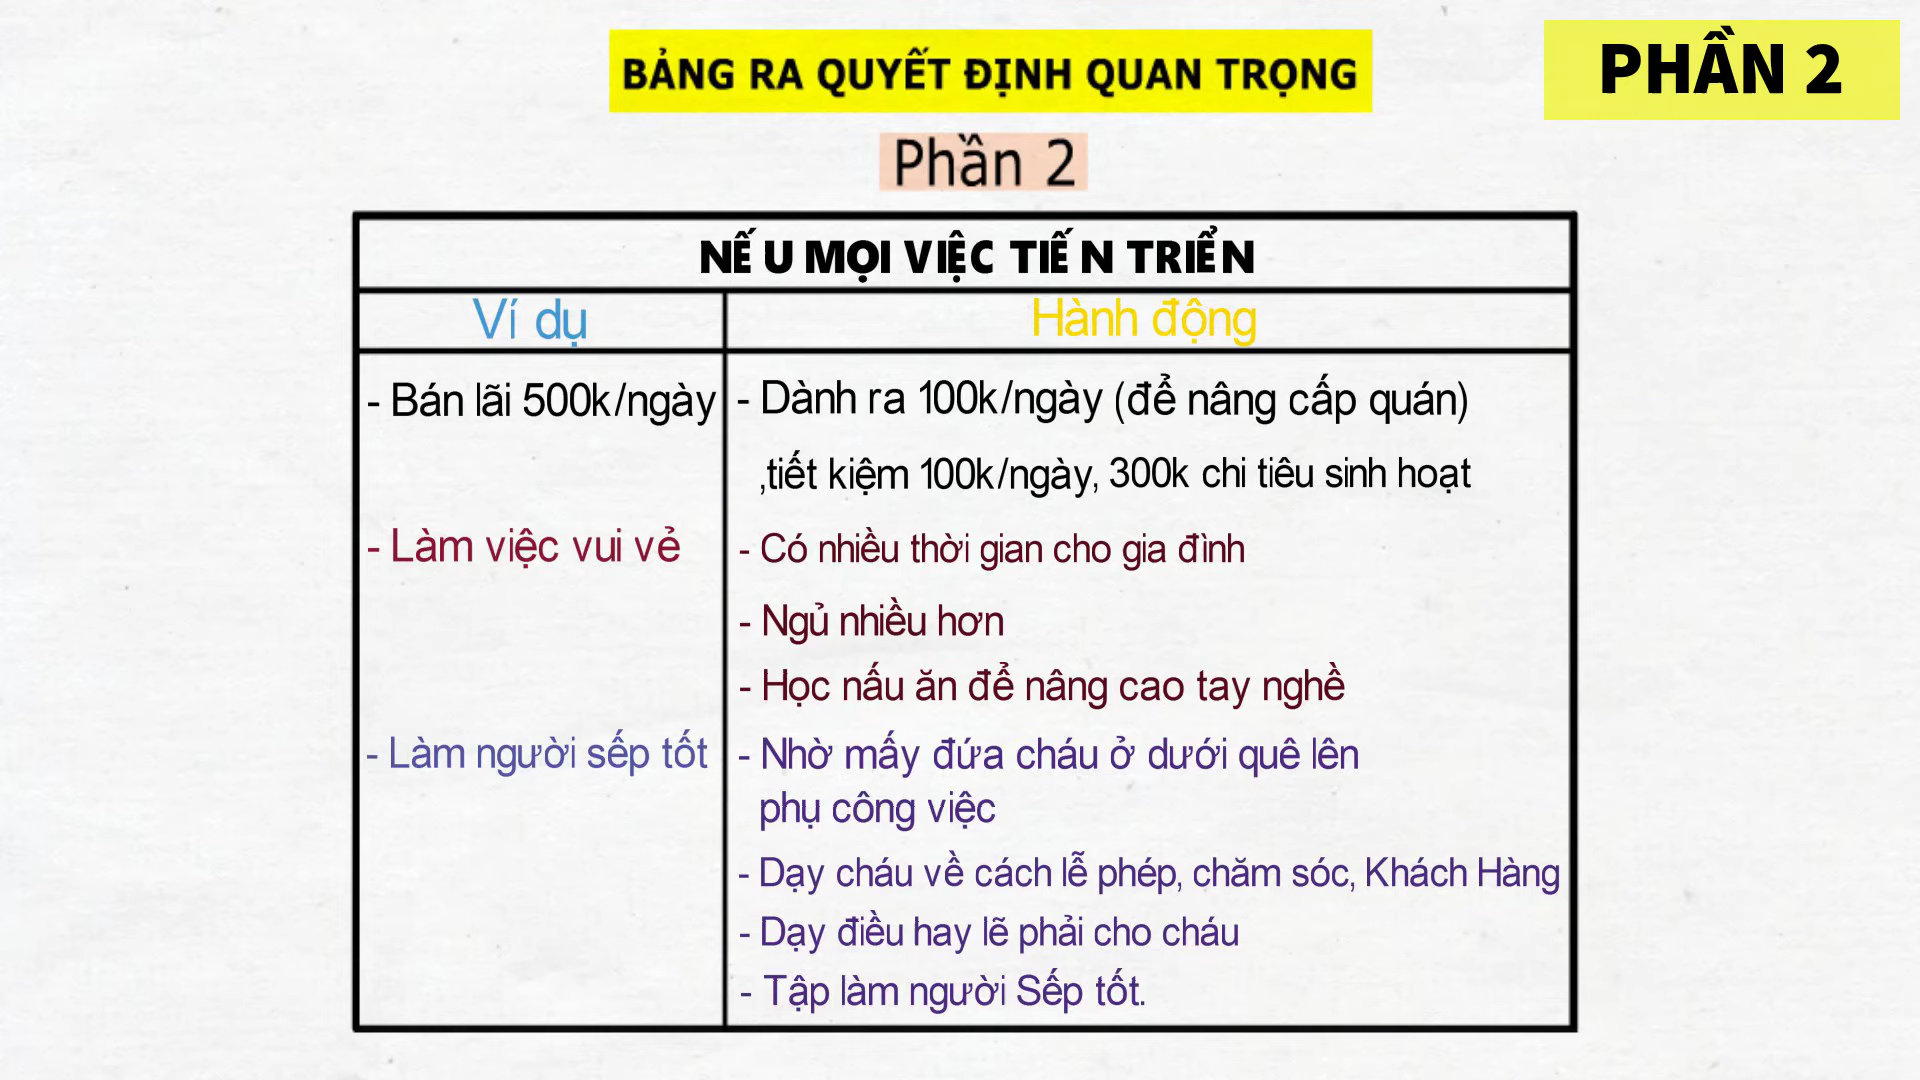 BẢNG RA QUYẾT ĐỊNH QUAN TRỌNG
PHẦN 2
Phần 2
NẾU MỌI VIỆC TIẾN TRIỂN
Ví dụ
Hành động
- Bán lãi 500k/ngày
- Dành ra 100k/ngày (để nâng cấp quán)
,tiết kiệm 100k/ngày, 300k chi tiêu sinh hoạt
- Làm việc vui vẻ
- Có nhiều thời gian cho gia đình
- Ngủ nhiều hơn
- Học nấu ăn để nâng cao tay nghề
- Làm người sếp tốt
- Nhờ mấy đứa cháu ở dưới quê lên
phụ công việc
- Dạy cháu về cách lễ phép, chăm sóc, Khách Hàng
- Dạy điều hay lẽ phải cho cháu
- Tập làm người Sếp tốt.